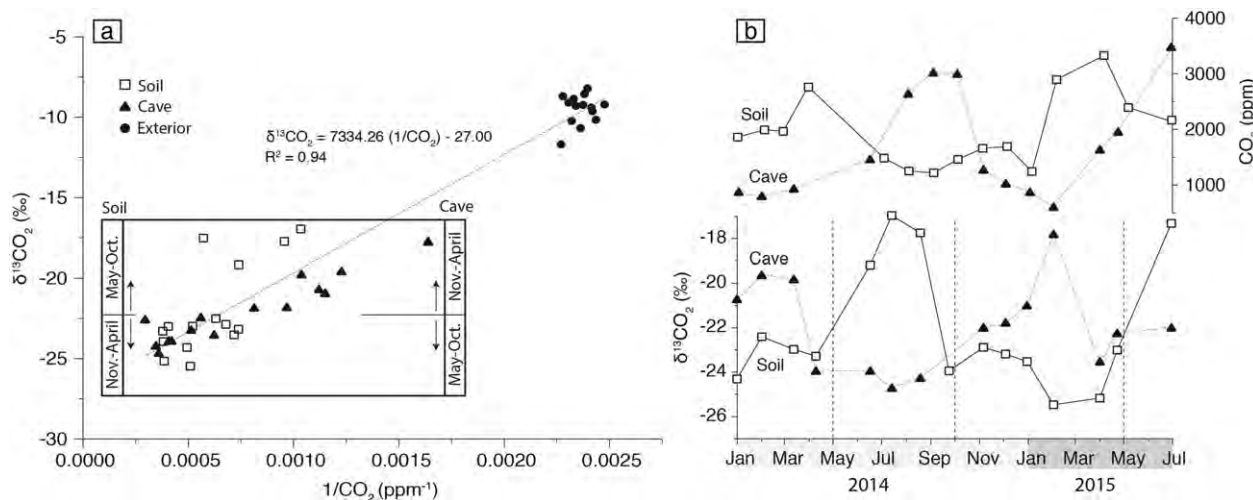 a
-5
-10
-15
-20
-25
-30
δ¹³CO₂ (‰)
Soil
Cave
Exterior
δ¹³CO₂ = 7334.26 (1/CO₂) - 27.00
R² = 0.94
Soil
Cave
May-Oct.
Nov.-April
Nov.-April
May-Oct.
0.0000 0.0005 0.0010 0.0015 0.0020 0.0025
1/CO₂ (ppm⁻¹)
b
4000
3000
2000
1000
CO₂ (ppm)
Soil
Cave
-18
-20
-22
-24
-26
δ¹³CO₂ (‰)
Cave
Soil
Jan Mar May Jul Sep Nov Jan Mar May Jul
2014 2015